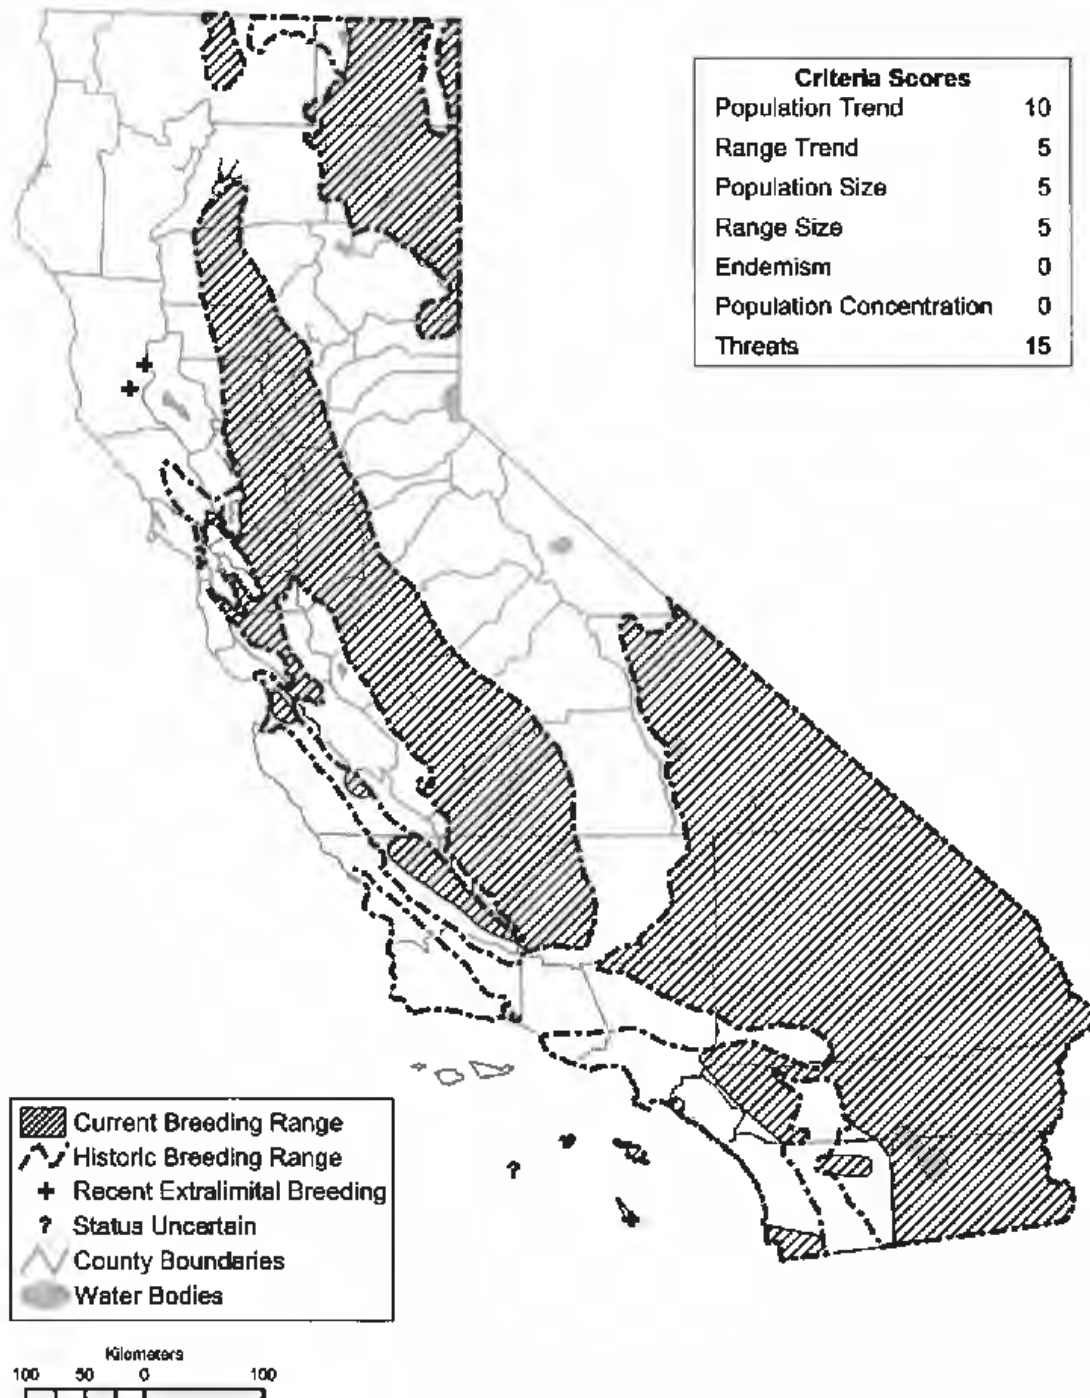 Criteria Scores
Population Trend 10
Range Trend 5
Population Size 5
Range Size 5
Endemism 0
Population Concentration 0
Threats 15
?
Current Breeding Range
Historic Breeding Range
+ Recent Extralimital Breeding
? Status Uncertain
County Boundaries
Water Bodies
Kilometers
100 50 0 100